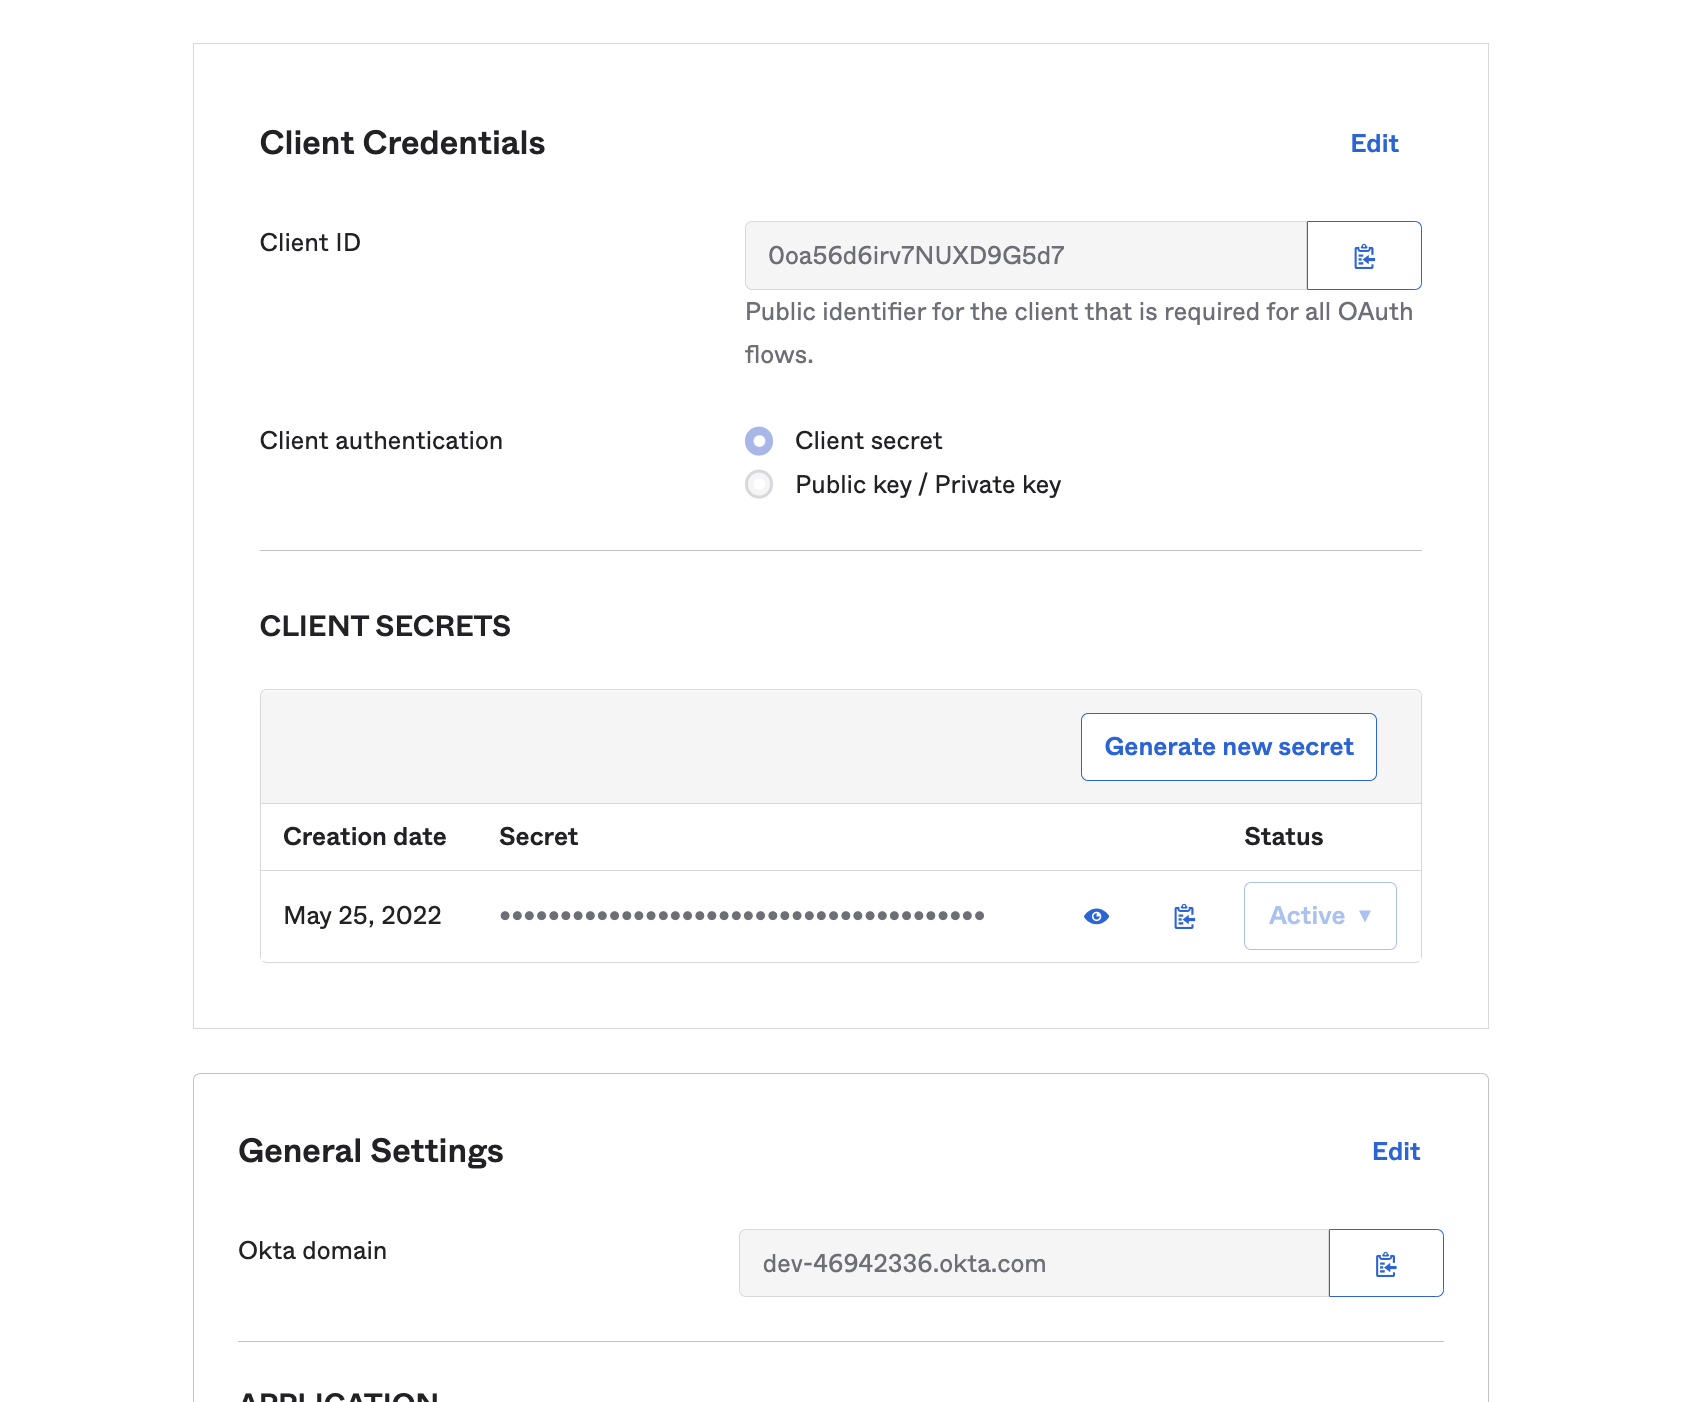 Client Credentials
Edit
Client ID
0oa56d6irv7NUXD9G5d7
Public identifier for the client that is required for all OAuth
flows.
Client authentication
Client secret
Public key / Private key
CLIENT SECRETS
Generate new secret
Creation date Secret Status
May 25, 2022 •••••••••••••••••••••••••••••••••••••••• Active ▼
General Settings
Edit
Okta domain
dev-46942336.okta.com
APPLICATION